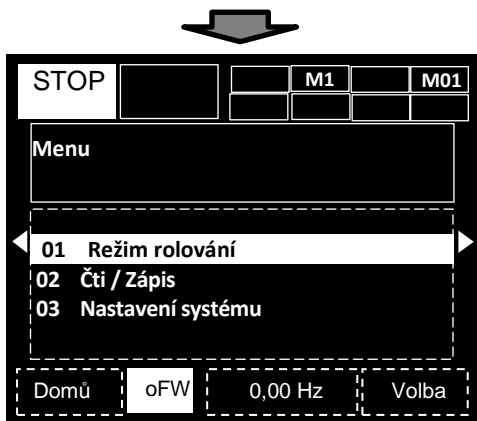 STOP M1 M01
Menu
01 Režim rolování
02 Čti / Zápis
03 Nastavení systému
Domů oFW 0,00 Hz Volba